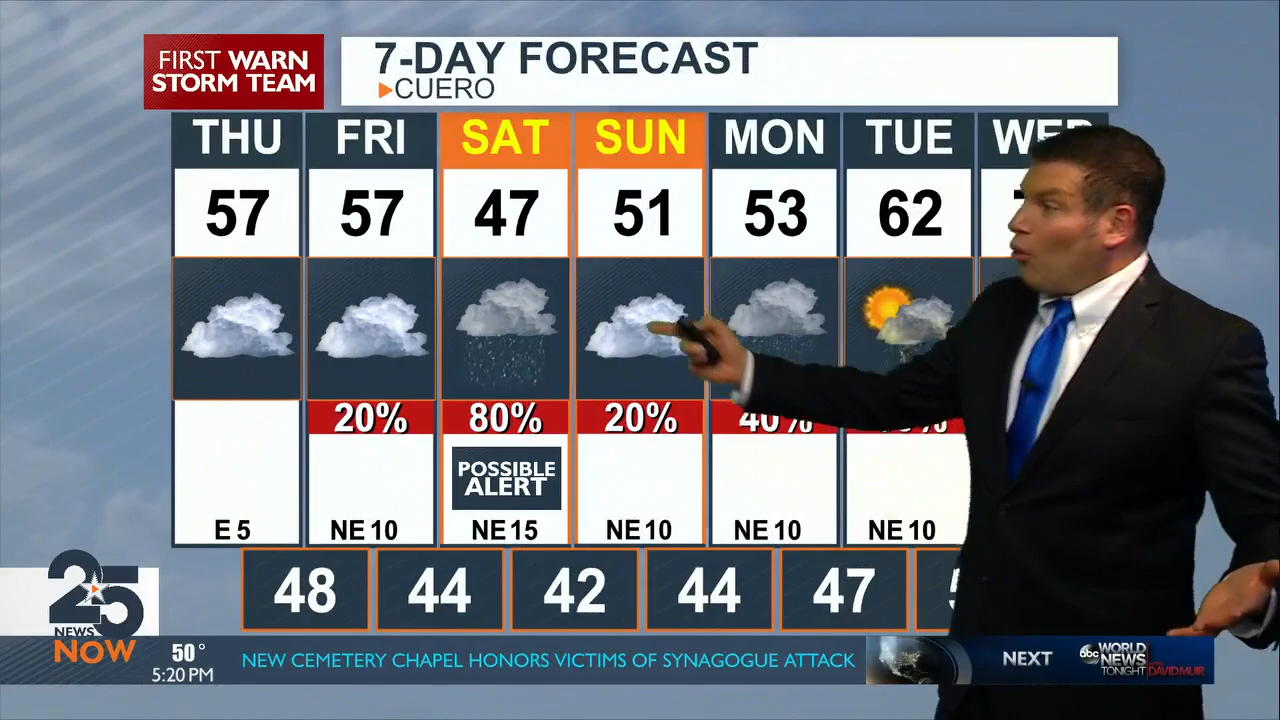 FIRST WARN
STORM TEAM
7-DAY FORECAST
CUERO
THU FRI SAT SUN MON TUE
57 57 47 51 53 62
20% 80% 20% 40%
POSSIBLE
ALERT
E 5 NE 10 NE 15 NE 10 NE 10 NE 10
48 44 42 44 47
25
NEWS
NOW
50°
5:20 PM
NEW CEMETERY CHAPEL HONORS VICTIMS OF SYNAGOGUE ATTACK
NEXT
abc WORLD
NEWS
TONIGHT WITH DAVID MUIR